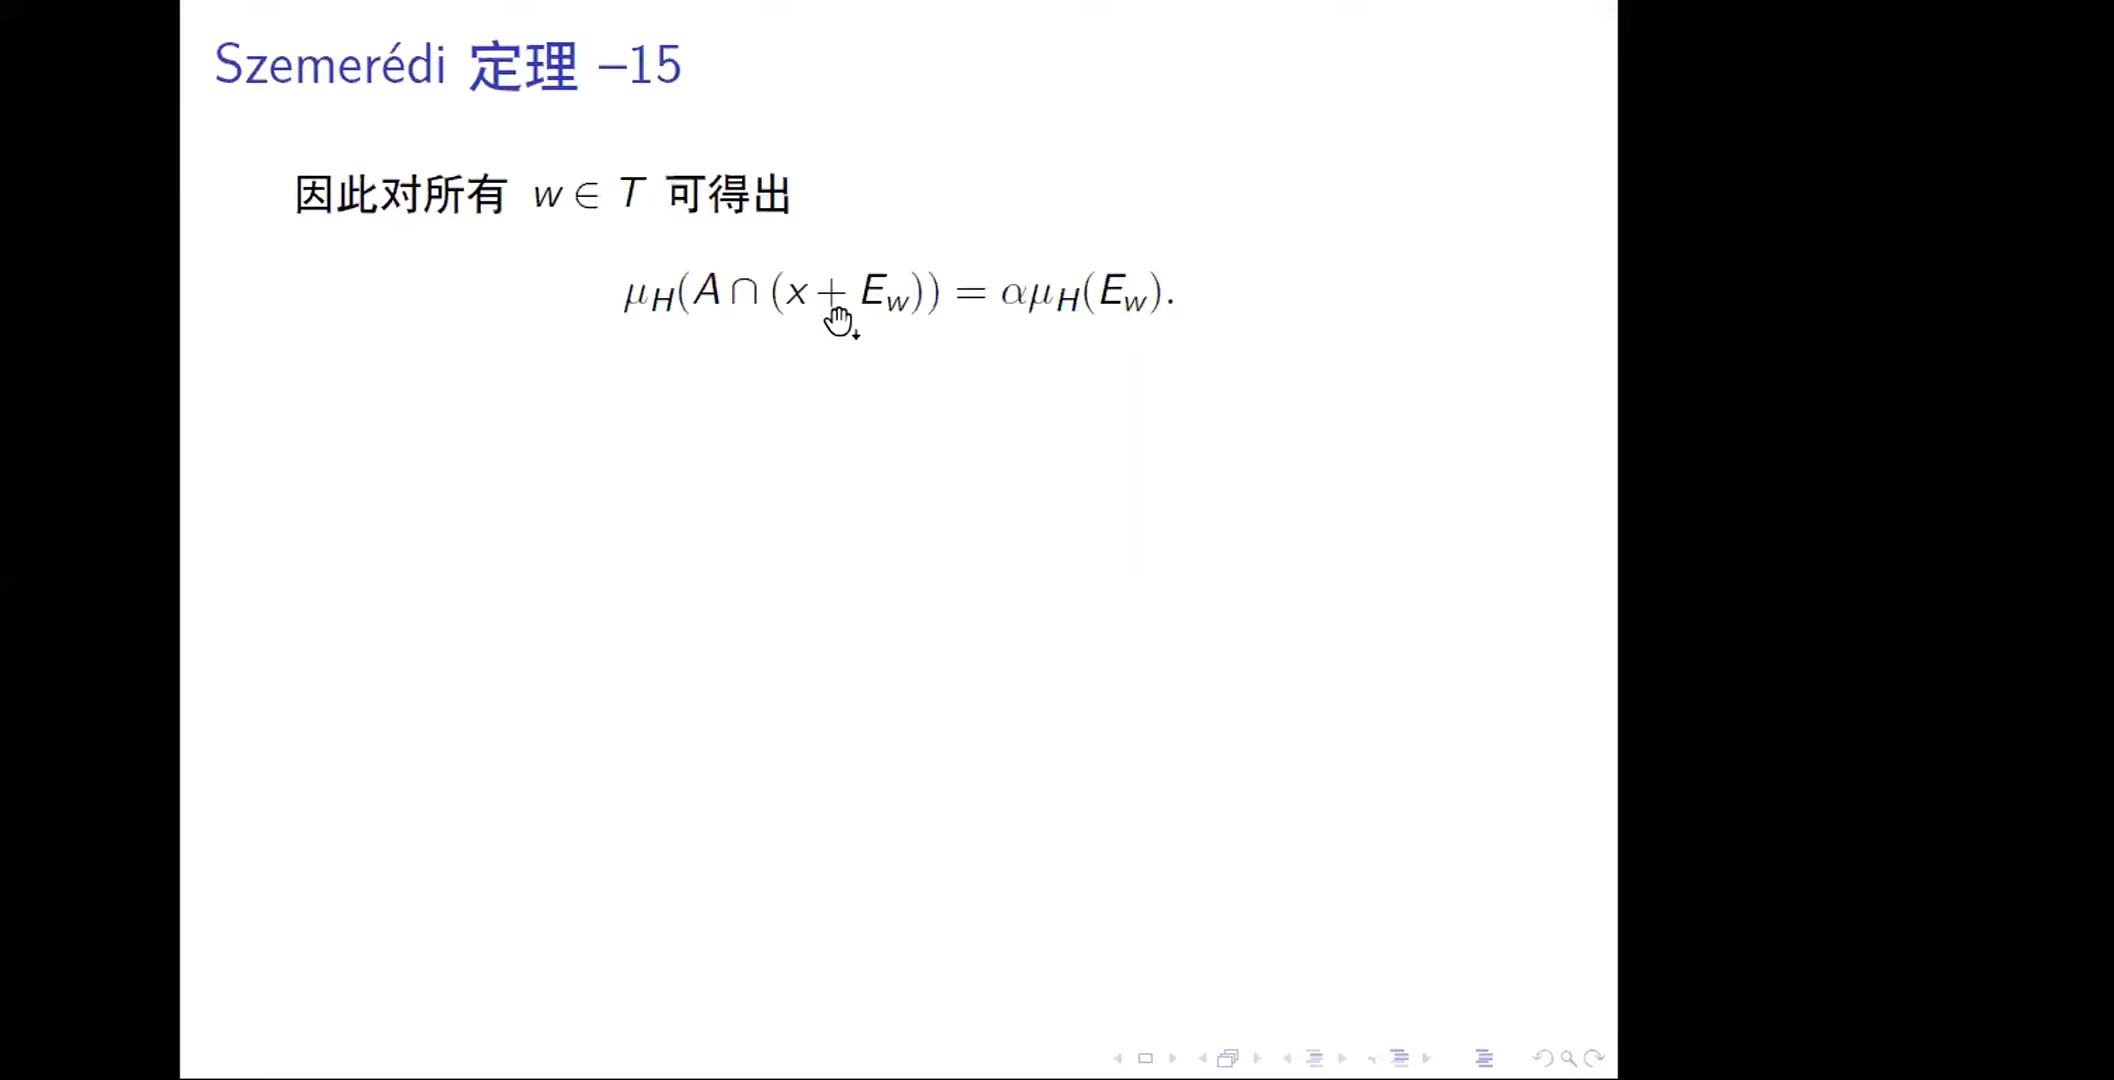 Szemerédi 定理 –15
因此对所有 w ∈ T 可得出
μ_H(A ∩ (x + E_w)) = αμ_H(E_w).